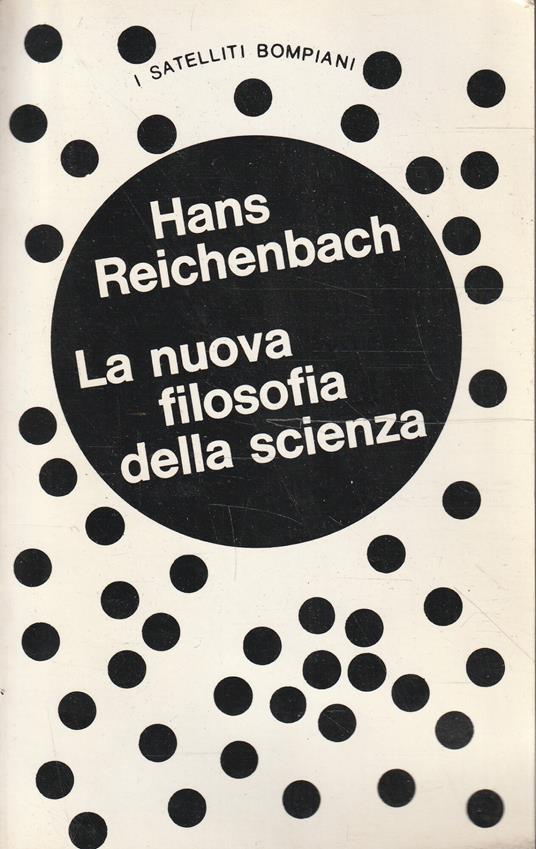 I SATELLITI BOMPIANI
Hans
Reichenbach
La nuova
filosofia
della scienza